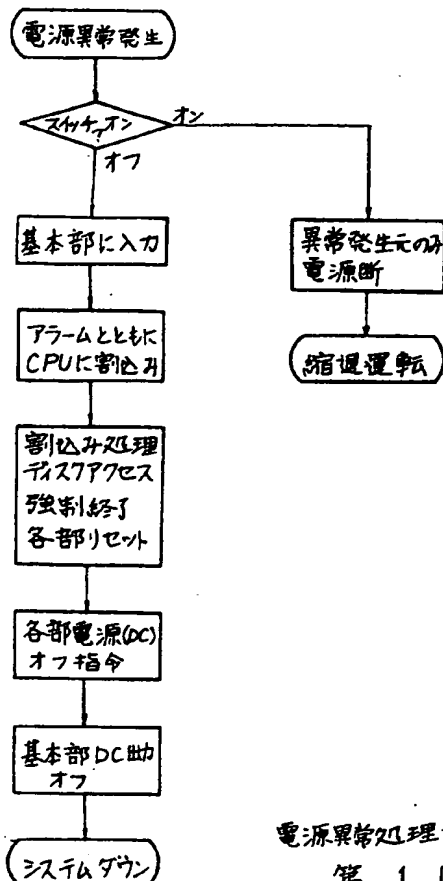 電源異常発生
スイッチオン
?
オン
オフ
基本部に入力
異常発生元のみ
電源断
アラームとともに
CPUに割込み
縮退運転
割込み処理
ディスクアクセス
強制終了
各部リセット
各部電源(DC)
オフ指令
基本部DC出力
オフ
システムダウン
電源異常処理
第 1